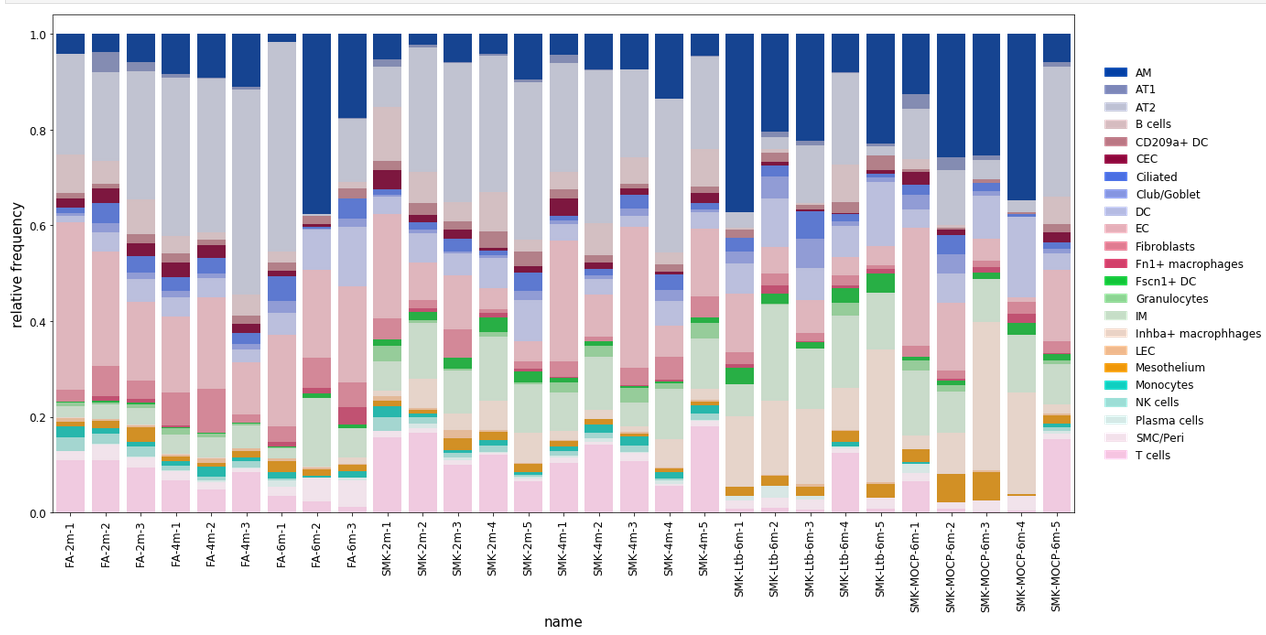 1.0
0.8
0.6
0.4
0.2
0.0
relative frequency
FA-2m-1
FA-2m-2
FA-2m-3
FA-4m-1
FA-4m-2
FA-4m-3
FA-6m-1
FA-6m-2
FA-6m-3
SMK-2m-1
SMK-2m-2
SMK-2m-3
SMK-2m-4
SMK-2m-5
SMK-4m-1
SMK-4m-2
SMK-4m-3
SMK-4m-4
SMK-4m-5
SMK-Ltb-6m-1
SMK-Ltb-6m-2
SMK-Ltb-6m-3
SMK-Ltb-6m-4
SMK-Ltb-6m-5
SMK-MOCP-6m-1
SMK-MOCP-6m-2
SMK-MOCP-6m-3
SMK-MOCP-6m-4
SMK-MOCP-6m-5
name
AM
AT1
AT2
B cells
CD209a+ DC
CEC
Ciliated
Club/Goblet
DC
EC
Fibroblasts
Fn1+ macrophages
Fscn1+ DC
Granulocytes
IM
Inhba+ macrophages
LEC
Mesothelium
Monocytes
NK cells
Plasma cells
SMC/Peri
T cells